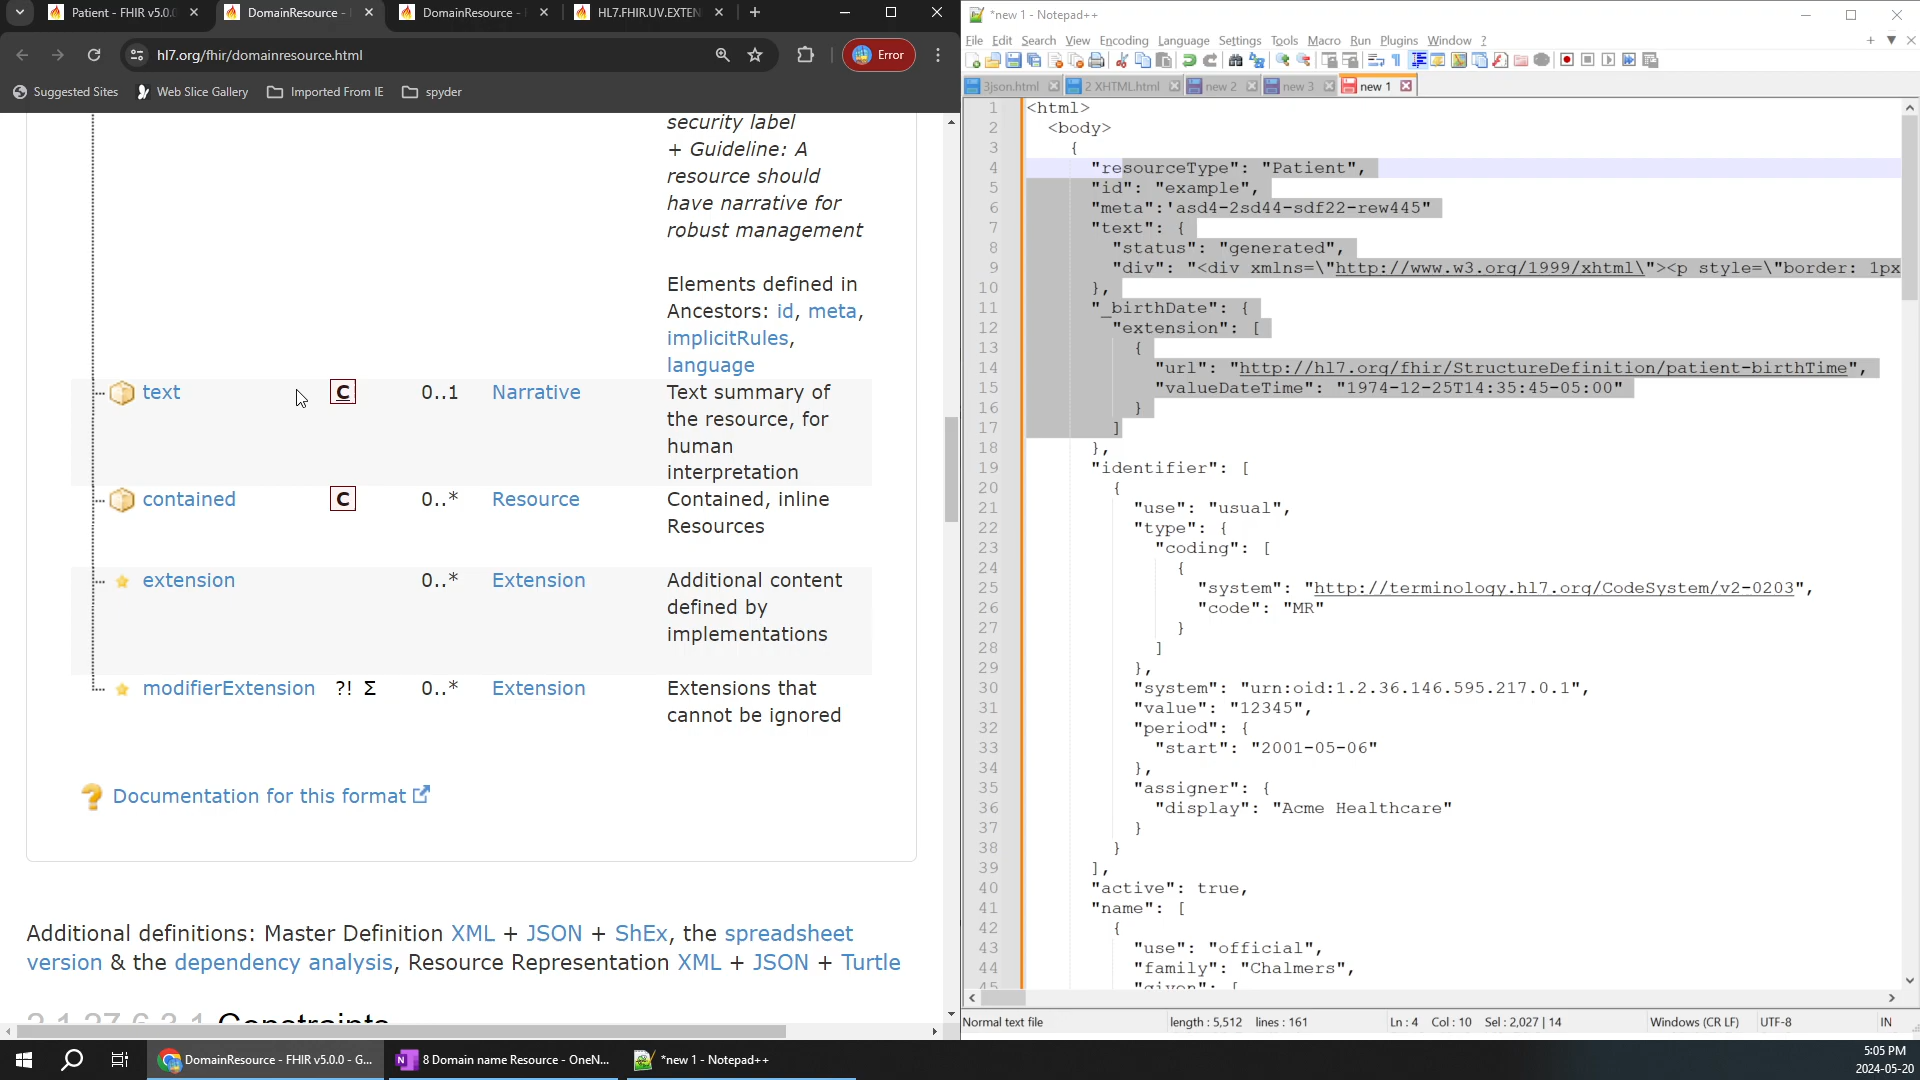 Patient - FHIR v5.0.0
DomainResource -
DomainResource -
HL7.FHIR.UV.EXTEN
hl7.org/fhir/domainresource.html
Error
Suggested Sites
Web Slice Gallery
Imported From IE
spyder
security label
+ Guideline: A
resource should
have narrative for
robust management
Elements defined in
Ancestors: id, meta,
implicitRules,
language
text C 0..1 Narrative Text summary of
the resource, for
human
interpretation
contained C 0..* Resource Contained, inline
Resources
extension 0..* Extension Additional content
defined by
implementations
modifierExtension ?! Σ 0..* Extension Extensions that
cannot be ignored
Documentation for this format
Additional definitions: Master Definition XML + JSON + ShEx, the spreadsheet
version & the dependency analysis, Resource Representation XML + JSON + Turtle
2.1.27.6.3.1 Constraints
*new 1 - Notepad++
File Edit Search View Encoding Language Settings Tools Macro Run Plugins Window ?
3json.html 2 XHTML.html new 2 new 3 new 1
1 <html>
2 <body>
3 {
4 "resourceType": "Patient",
5 "id": "example",
6 "meta":'asd4-2sd44-sdf22-rew445"
7 "text": {
8 "status": "generated",
9 "div": "<div xmlns=\"http://www.w3.org/1999/xhtml\"><p style=\"border: 1px
10 },
11 "_birthDate": {
12 "extension": [
13 {
14 "url": "http://hl7.org/fhir/StructureDefinition/patient-birthTime",
15 "valueDateTime": "1974-12-25T14:35:45-05:00"
16 }
17 ]
18 },
19 "identifier": [
20 {
21 "use": "usual",
22 "type": {
23 "coding": [
24 {
25 "system": "http://terminology.hl7.org/CodeSystem/v2-0203",
26 "code": "MR"
27 }
28 ]
29 },
30 "system": "urn:oid:1.2.36.146.595.217.0.1",
31 "value": "12345",
32 "period": {
33 "start": "2001-05-06"
34 },
35 "assigner": {
36 "display": "Acme Healthcare"
37 }
38 }
39 ],
40 "active": true,
41 "name": [
42 {
43 "use": "official",
44 "family": "Chalmers",
45 "given": [
Normal text file length : 5,512 lines : 161 Ln : 4 Col : 10 Sel : 2,027 | 14 Windows (CR LF) UTF-8 IN
DomainResource - FHIR v5.0.0 - G...
8 Domain name Resource - OneN...
*new 1 - Notepad++
5:05 PM
2024-05-20